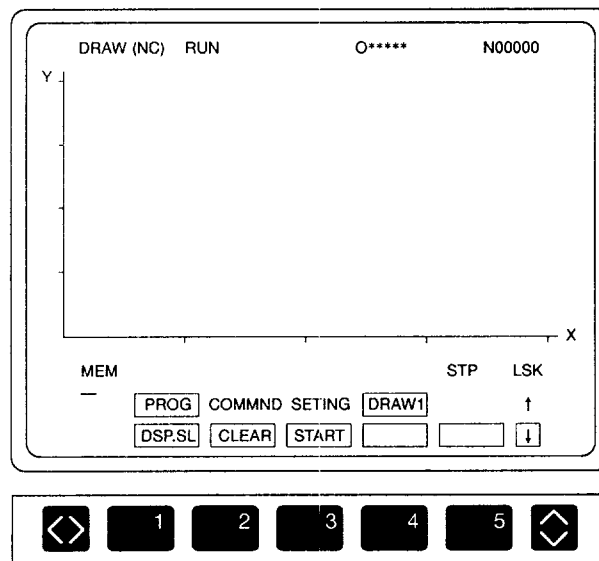 DRAW (NC) RUN O***** N00000
Y
X
MEM STP LSK
PROG COMMND SETING DRAW1 ↑
DSP.SL CLEAR START ↓
1 2 3 4 5